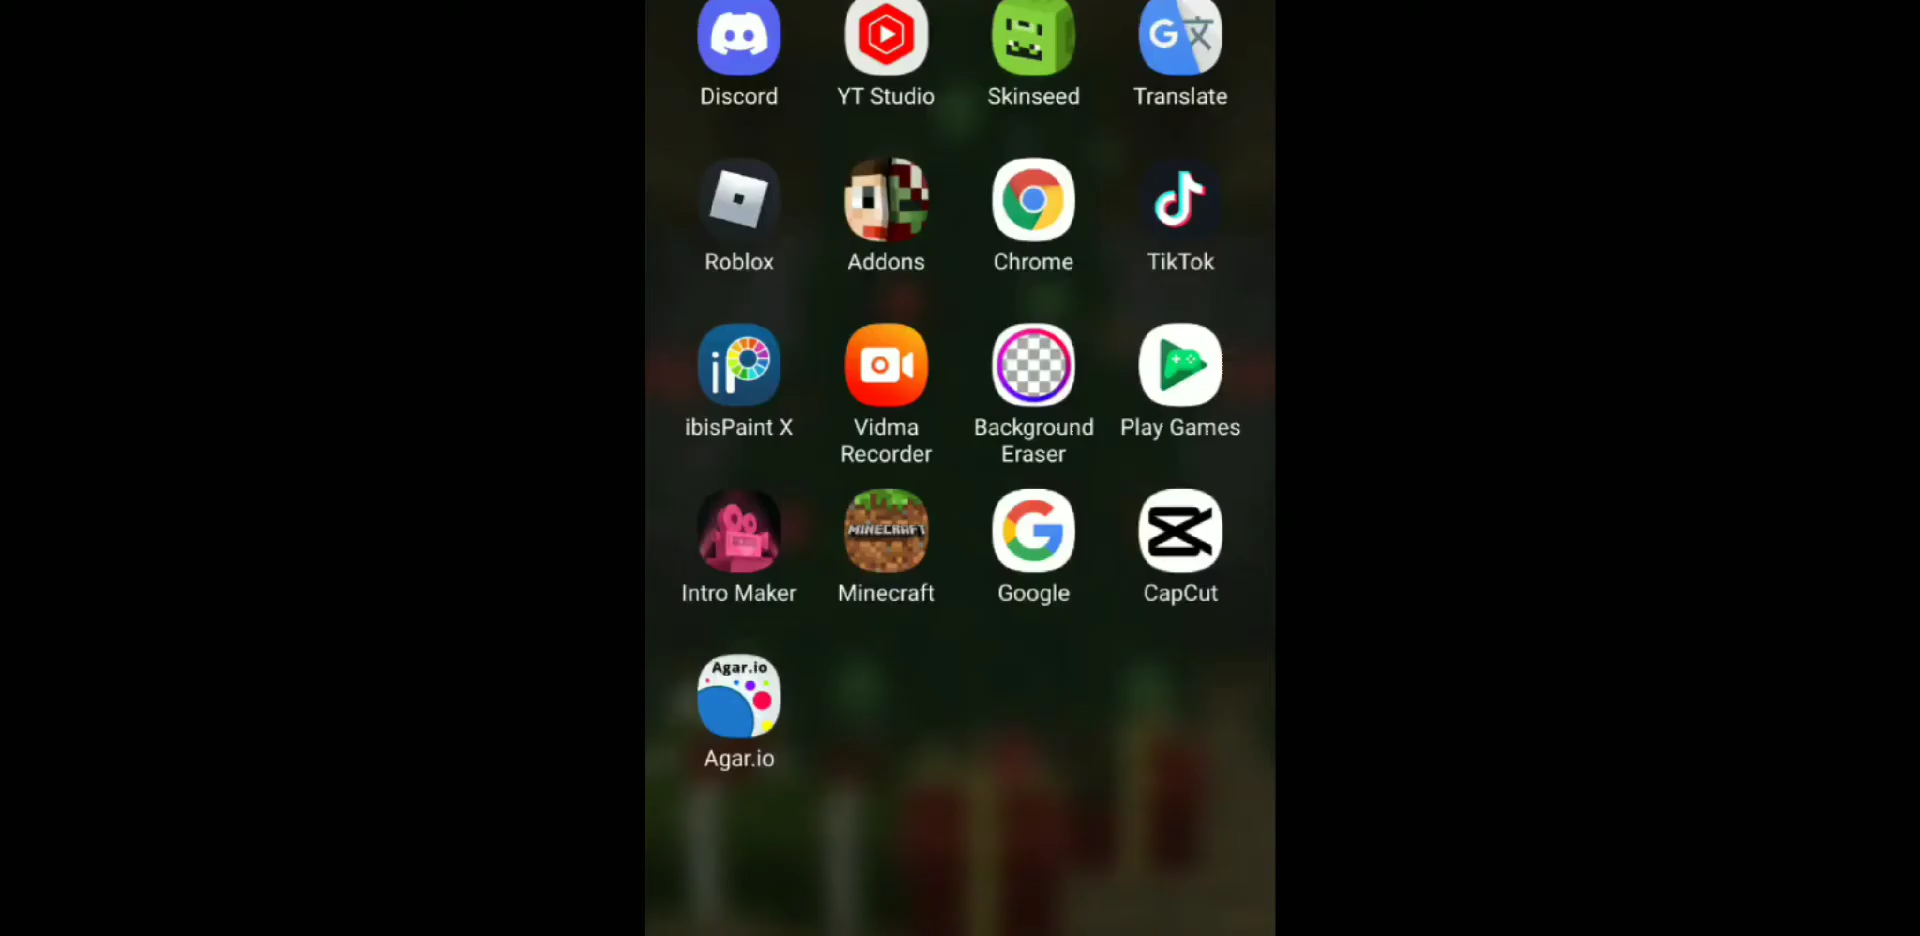 Discord
YT Studio
Skinseed
Translate
Roblox
Addons
Chrome
TikTok
ibisPaint X
Vidma
Recorder
Background
Eraser
Play Games
MINECRAFT
Intro Maker
Minecraft
Google
CapCut
Agar.io
Agar.io